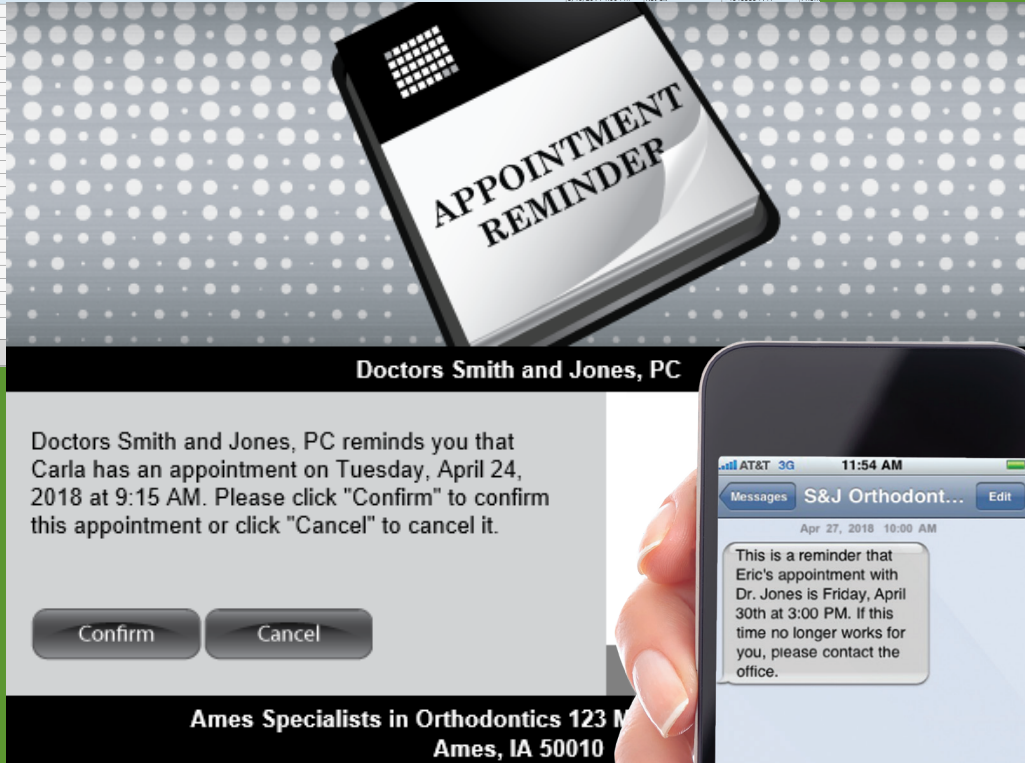 APPOINTMENT
REMINDER
Doctors Smith and Jones, PC
Doctors Smith and Jones, PC reminds you that
Carla has an appointment on Tuesday, April 24,
2018 at 9:15 AM. Please click "Confirm" to confirm
this appointment or click "Cancel" to cancel it.
Confirm Cancel
Ames Specialists in Orthodontics 123
Ames, IA 50010
AT&T 3G 11:54 AM
Messages S&J Orthodont... Edit
Apr 27, 2018 10:00 AM
This is a reminder that
Eric's appointment with
Dr. Jones is Friday, April
30th at 3:00 PM. If this
time no longer works for
you, please contact the
office.